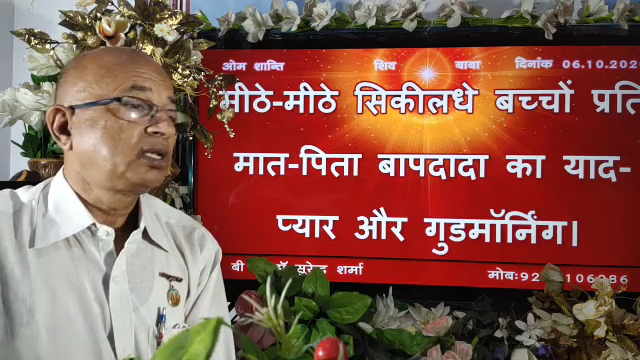 ओम शान्ति शिव बाबा दिनांक 06.10.202
मीठे-मीठे सिकीलधे बच्चों प्रति
मात-पिता बापदादा का याद-
प्यार और गुडमॉर्निंग।
बी सुरेन्द्र शर्मा मोबः